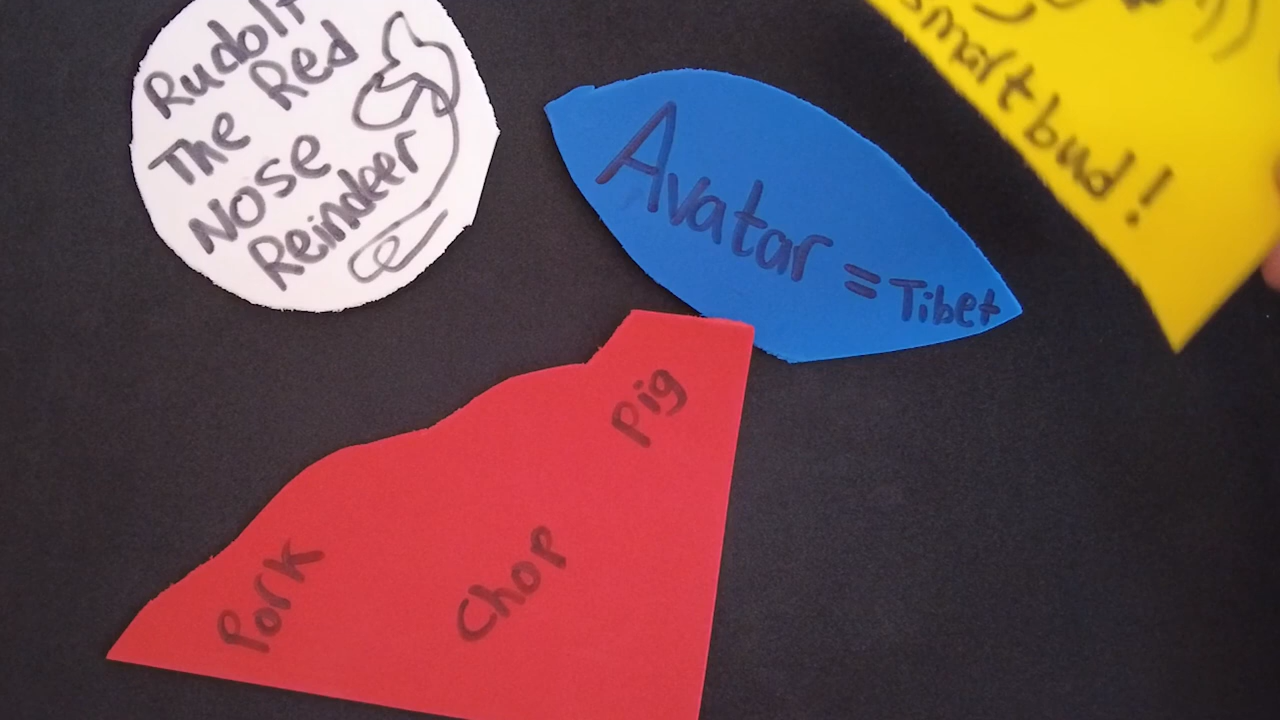 Rudolf
The Red
Nose
Reindeer
Avatar = Tibet
smart bud!
Pig
Chop
Pork